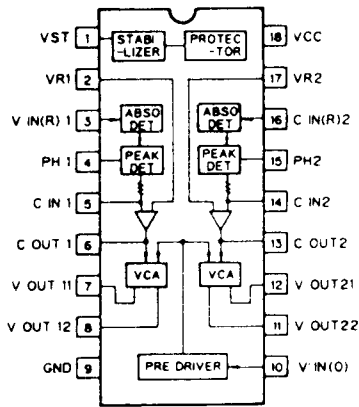 VST 1 STABI -LIZER PROTEC -TOR 18 VCC
VR1 2 17 VR2
V IN(R) 1 3 ABSO DET ABSO DET 16 C IN(R)2
PH 1 4 PEAK DET PEAK DET 15 PH2
C IN 1 5 14 C IN2
C OUT 1 6 13 C OUT2
V OUT 11 7 VCA VCA 12 V OUT21
V OUT 12 8 11 V OUT22
GND 9 PRE DRIVER 10 V IN(O)